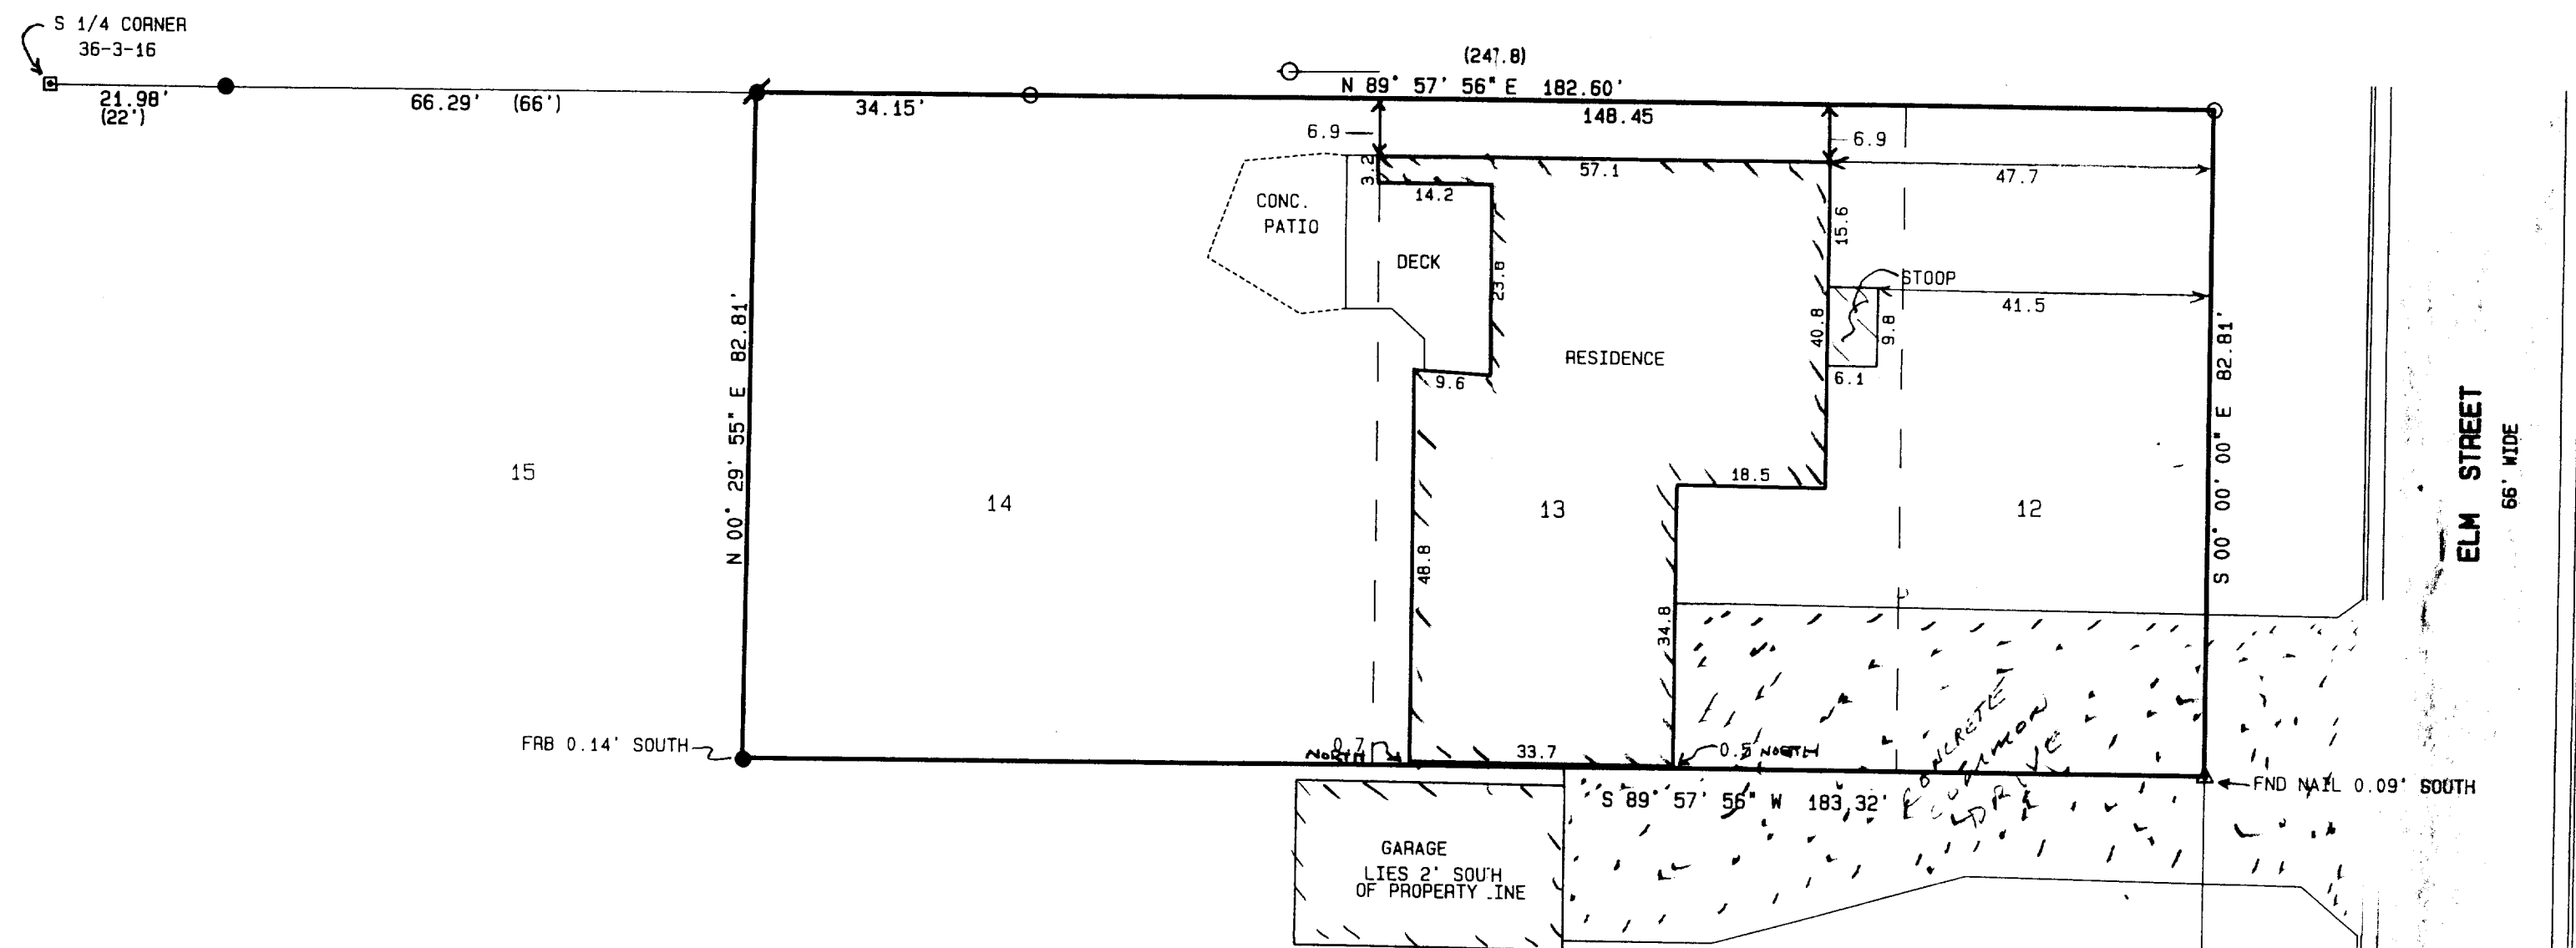 S 1/4 CORNER
36-3-16
21.98'
(22')
66.29' (66')
34.15'
(247.8)
N 89° 57' 56" E 182.60'
148.45
6.9
6.9
3.2
57.1
47.7
14.2
CONC.
PATIO
DECK
23.8
15.6
STOOP
41.5
40.8
9.8
6.1
RESIDENCE
9.6
N 00° 29' 55" E 82.81'
S 00° 00' 00" E 82.81'
ELM STREET
66' WIDE
15
14
13
12
18.5
48.8
34.8
FRB 0.14' SOUTH
0.7
NORTH
33.7
0.5 NORTH
CONCRETE
COMMON
DRIVE
S 89° 57' 56" W 183.32'
FND NAIL 0.09' SOUTH
GARAGE
LIES 2' SOU'H
OF PROPERTY .INE